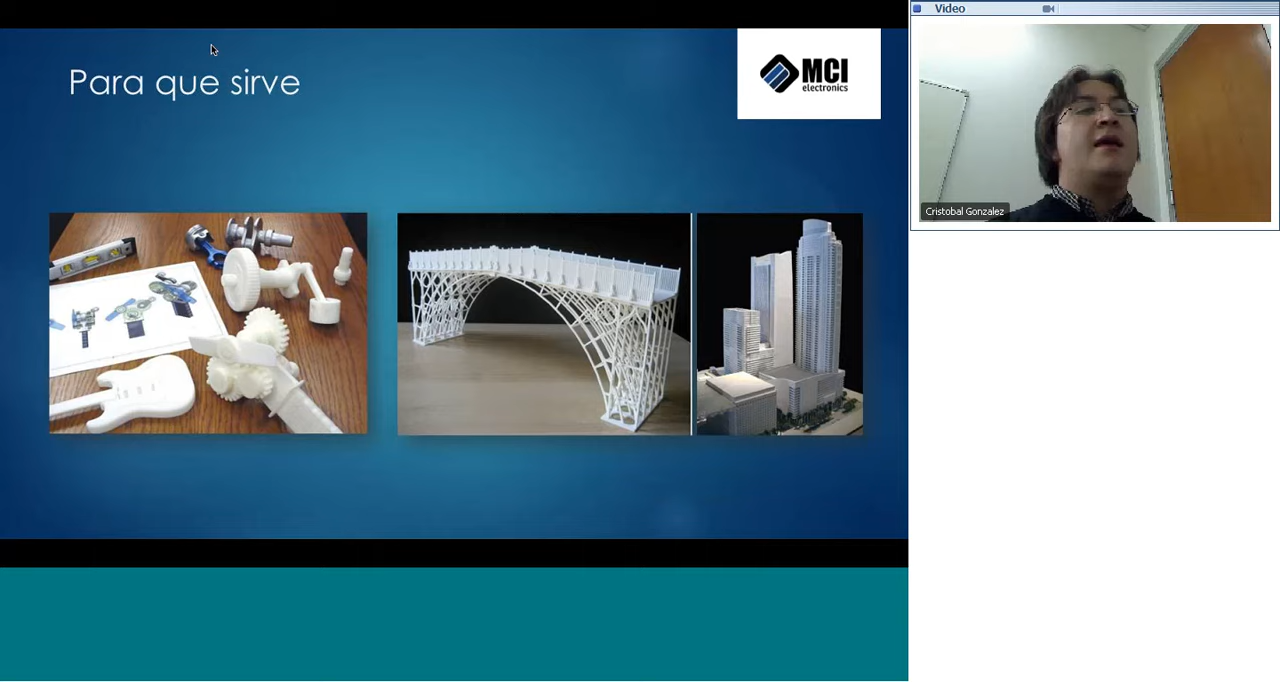 Para que sirve
MCI
electronics
Video
Cristobal Gonzalez